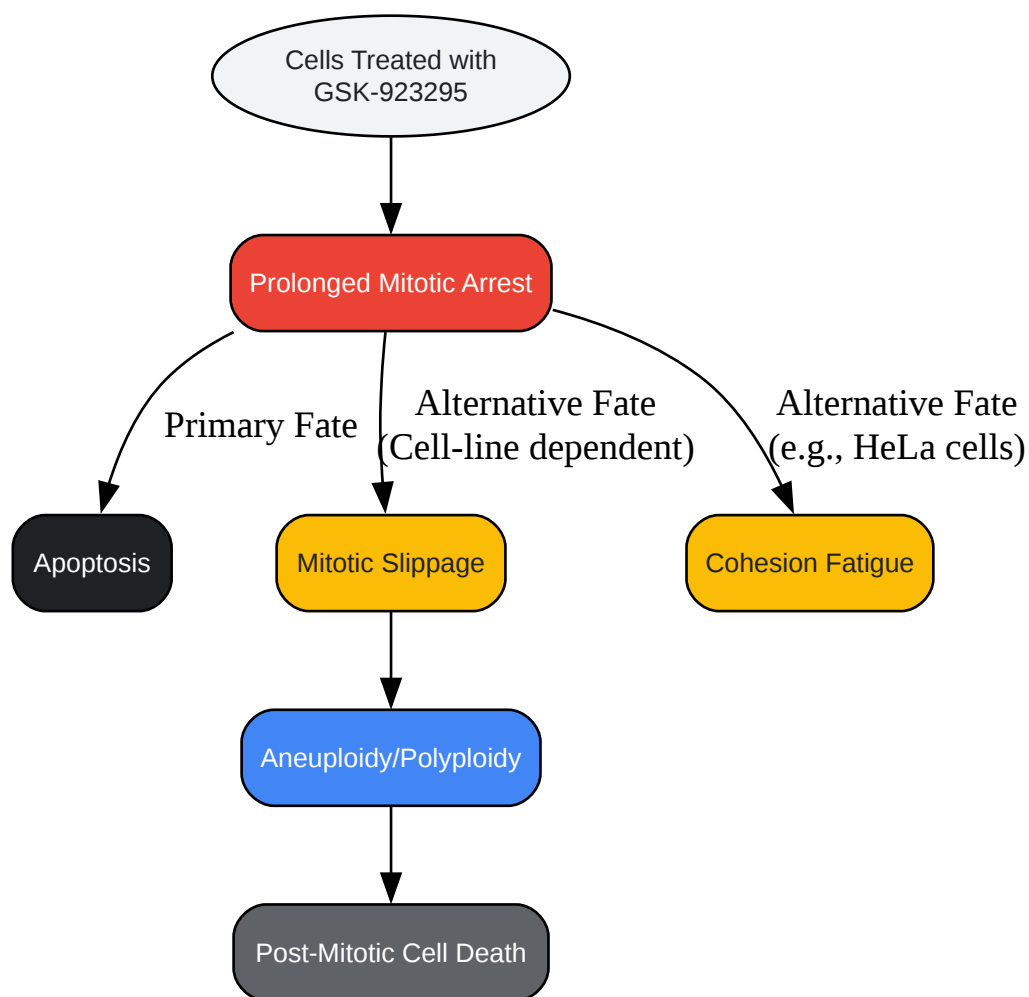 Cells Treated with
GSK-923295
Prolonged Mitotic Arrest
Primary Fate
Alternative Fate
(Cell-line dependent)
Alternative Fate
(e.g., HeLa cells)
Apoptosis
Mitotic Slippage
Cohesion Fatigue
Aneuploidy/Polyploidy
Post-Mitotic Cell Death